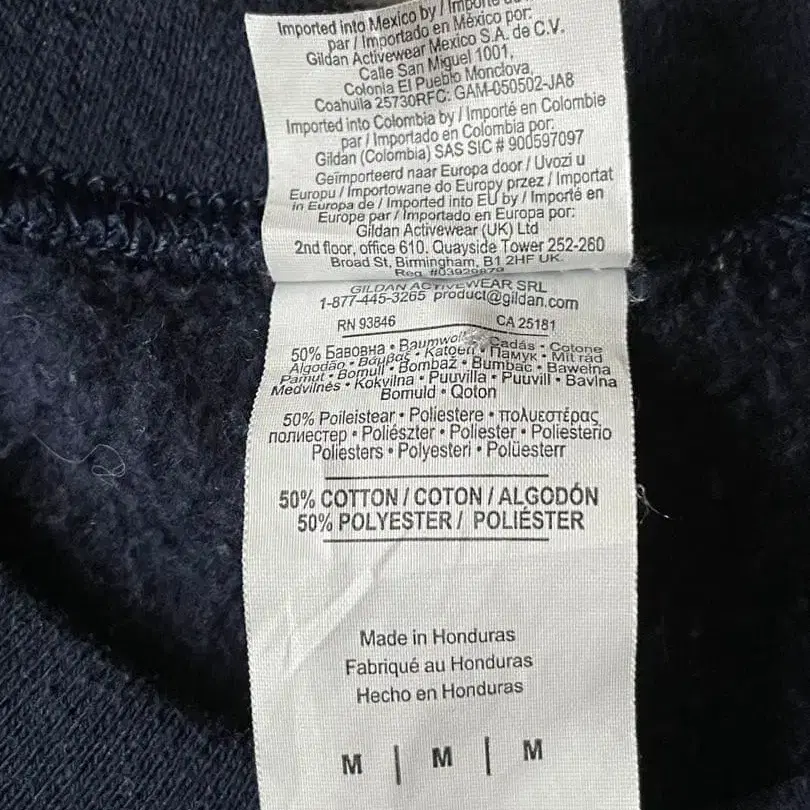 Imported into Mexico by /
par / Importado en México por:
Gildan Activewear Mexico S.A. de C.V.
Calle San Miguel 1001,
Colonia El Pueblo Monclova,
Coahuila 25730RFC: GAM-050502-JA8
Imported into Colombia by / Importé en Colombie
par / Importado en Colombia por:
Gildan (Colombia) SAS SIC # 900597097
Geïmporteerd naar Europa door / Uvozi u
Europu / Importowane do Europy przez / Importat
in Europa de / Imported into EU by / Importé en
Europe par / Importado en Europa por:
Gildan Activewear (UK) Ltd
2nd floor, office 610, Quayside Tower 252-260
Broad St, Birmingham, B1 2HF UK.
Reg. #03929879
GILDAN ACTIVEWEAR SRL
1-877-445-3265 product@gildan.com
RN 93846 CA 25181
50% Бавовна • Baumwolle • Cadás • Cotone
Algodão • Βαμβάς • Katoen • Памук • Mit rád
Pamut • Bomull • Bombaž • Bumbac • Bawełna
Medvilnės • Kokvilna • Puuvilla • Puuvill • Bavlna
Bomuld • Qoton
50% Poileistear • Poliestere • πολυεστέρας
полиестер • Poliészter • Poliester • Poliesterio
Poliesters • Polyesteri • Polüesterr
50% COTTON / COTON / ALGODÓN
50% POLYESTER / POLIÉSTER
Made in Honduras
Fabriqué au Honduras
Hecho en Honduras
M | M | M